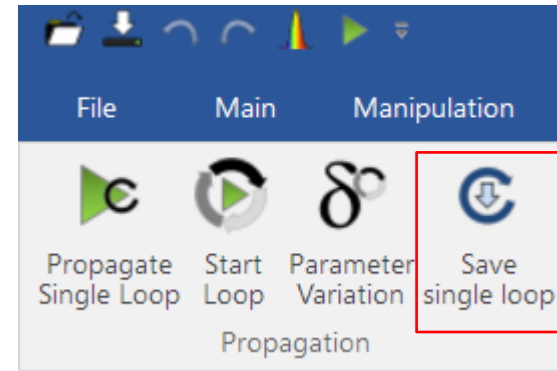 File Main Manipulation
Propagate Single Loop
Start Loop
Parameter Variation
Save single loop
Propagation